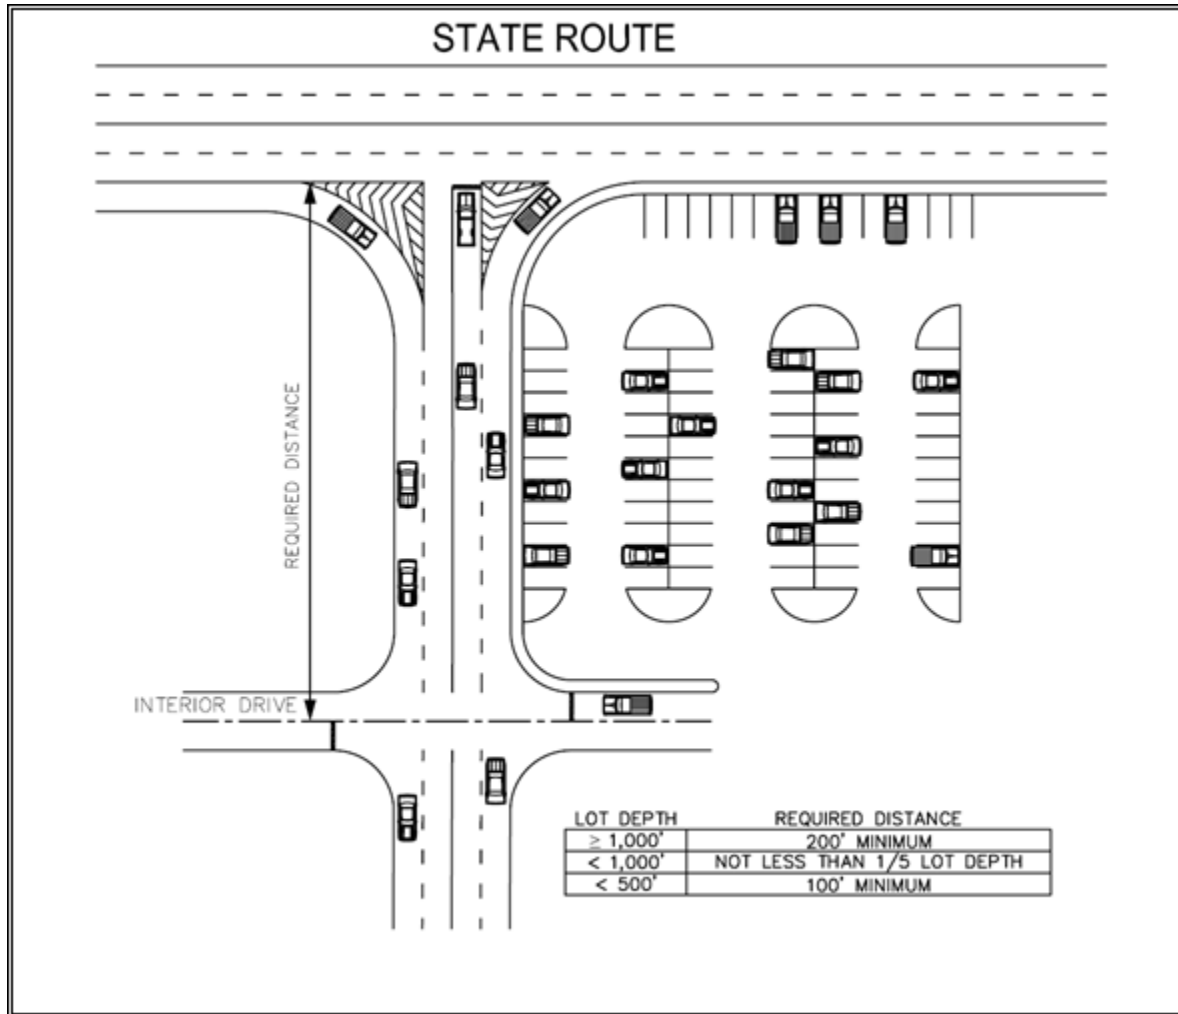 STATE ROUTE
REQUIRED DISTANCE
INTERIOR DRIVE
LOT DEPTH REQUIRED DISTANCE
≥ 1,000' 200' MINIMUM
< 1,000' NOT LESS THAN 1/5 LOT DEPTH
< 500' 100' MINIMUM